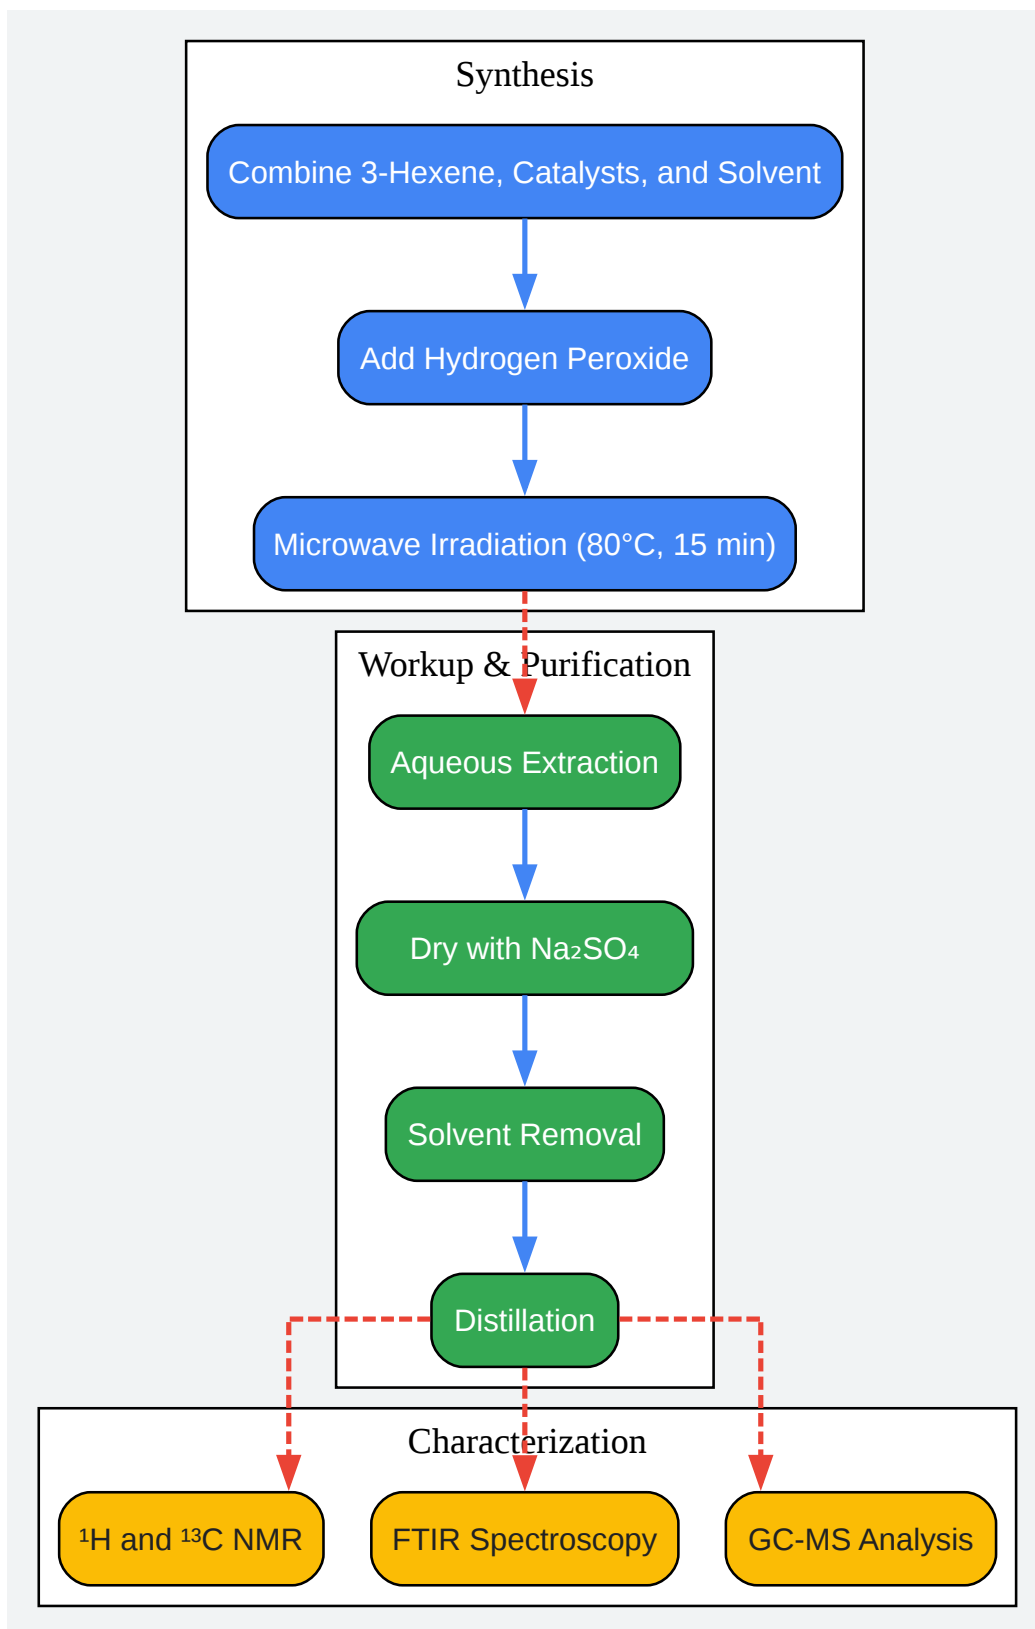 Synthesis
Combine 3-Hexene, Catalysts, and Solvent
Add Hydrogen Peroxide
Microwave Irradiation (80°C, 15 min)
Workup & Purification
Aqueous Extraction
Dry with Na₂SO₄
Solvent Removal
Distillation
Characterization
¹H and ¹³C NMR
FTIR Spectroscopy
GC-MS Analysis